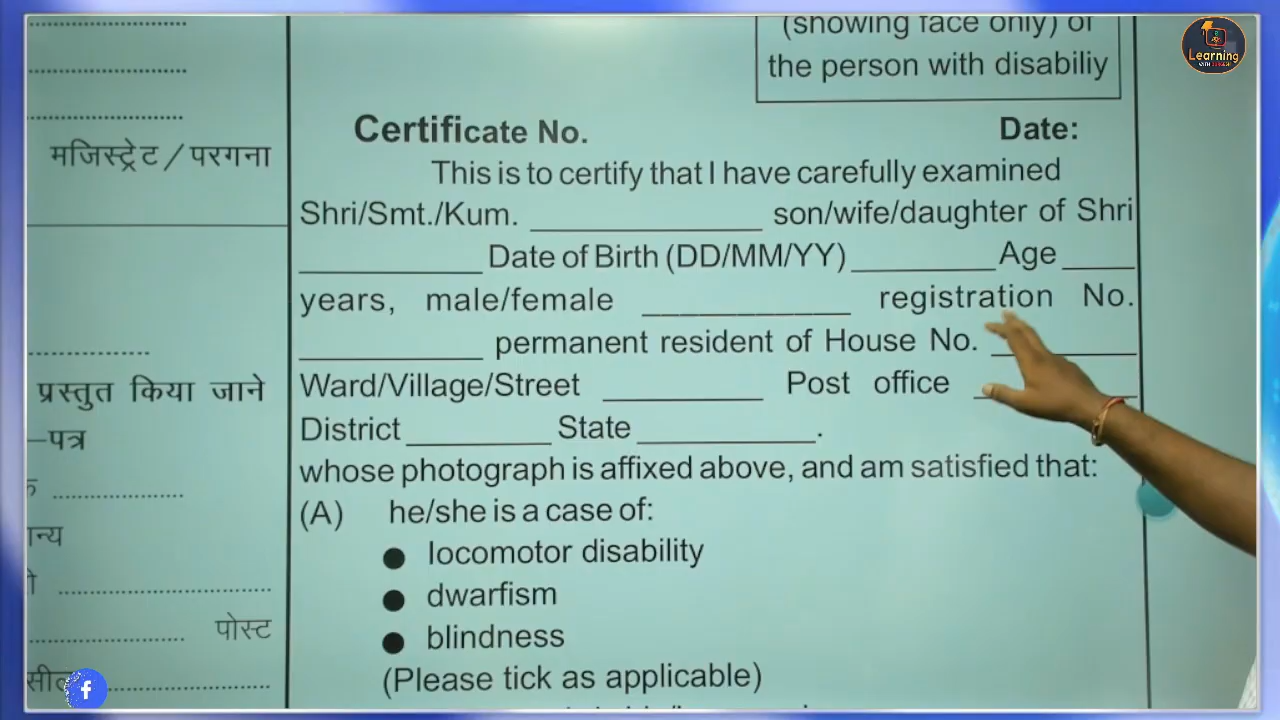 (showing face only) of
the person with disabiliy
Certificate No. Date:
This is to certify that I have carefully examined
Shri/Smt./Kum. ______________ son/wife/daughter of Shri
___________ Date of Birth (DD/MM/YY) _________ Age ____
years, male/female ____________ registration No.
___________ permanent resident of House No. _________
Ward/Village/Street __________ Post office __________
District _________ State ___________.
whose photograph is affixed above, and am satisfied that:
(A) he/she is a case of:
● locomotor disability
● dwarfism
● blindness
(Please tick as applicable)
मजिस्ट्रेट / परगना
प्रस्तुत किया जाने
–पत्र
पोस्ट
Learning
f